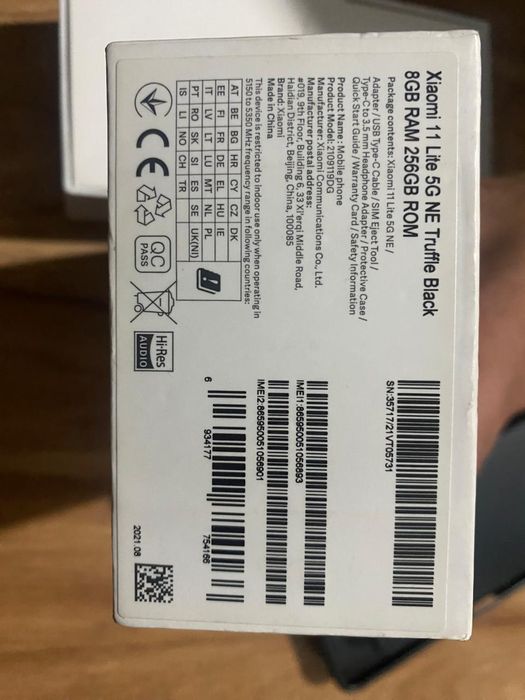 Xiaomi 11 Lite 5G NE Truffle Black
8GB RAM 256GB ROM
Package contents: Xiaomi 11 Lite 5G NE /
Adapter / USB Type-C Cable / SIM Eject Tool /
Type-C to 3.5 mm Headphone Adapter / Protective Case /
Quick Start Guide / Warranty Card / Safety Information
Product Name : Mobile phone
Product Model: 2109119DG
Manufacturer: Xiaomi Communications Co., Ltd.
Manufacturer postal address:
#019, 9th Floor, Building 6, 33 Xi'erqi Middle Road,
Haidian District, Beijing, China, 100085
Brand: Xiaomi
Made in China
This device is restricted to indoor use only when operating in
5150 to 5350 MHz frequency range in following countries:
AT BE BG HR CY CZ DK
EE FI FR DE EL HU IE
IT LV LT LU MT NL PL
PT RO SK SI ES SE UK(NI)
IS LI NO CH TR
CE
QC
PASS
Hi-Res
AUDIO
SN:35717/21VT05731
IMEI1:865950051056893
IMEI2:865950051056901
6 934177 754166
2021.08